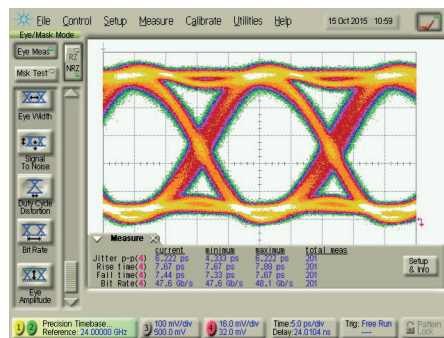 File Control Setup Measure Calibrate Utilities Help 15 Oct 2015 10:59
Eye/Mask Mode
Eye Meas
RZ
NRZ
Msk Test
Eye Width
Signal
To Noise
Duty Cycle
Distortion
Bit Rate
Eye
Amplitude
Measure
current minimum maximum total meas
Jitter p-p(4) 6.222 ps 4.333 ps 6.222 ps 201
Rise time(4) 7.67 ps 7.67 ps 7.89 ps 201
Fall time(4) 7.44 ps 7.33 ps 7.67 ps 201
Bit Rate(4) 47.6 Gb/s 47.6 Gb/s 48.1 Gb/s 201
Setup
& Info
1 2 Precision Timebase...
Reference: 24.00000 GHz
3 100 mV/div
500.0 mV
4 16.0 mV/div
32.0 mV
Time:5.0 ps/div
Delay:24.0104 ns
Trig: Free Run
Pattern
Lock